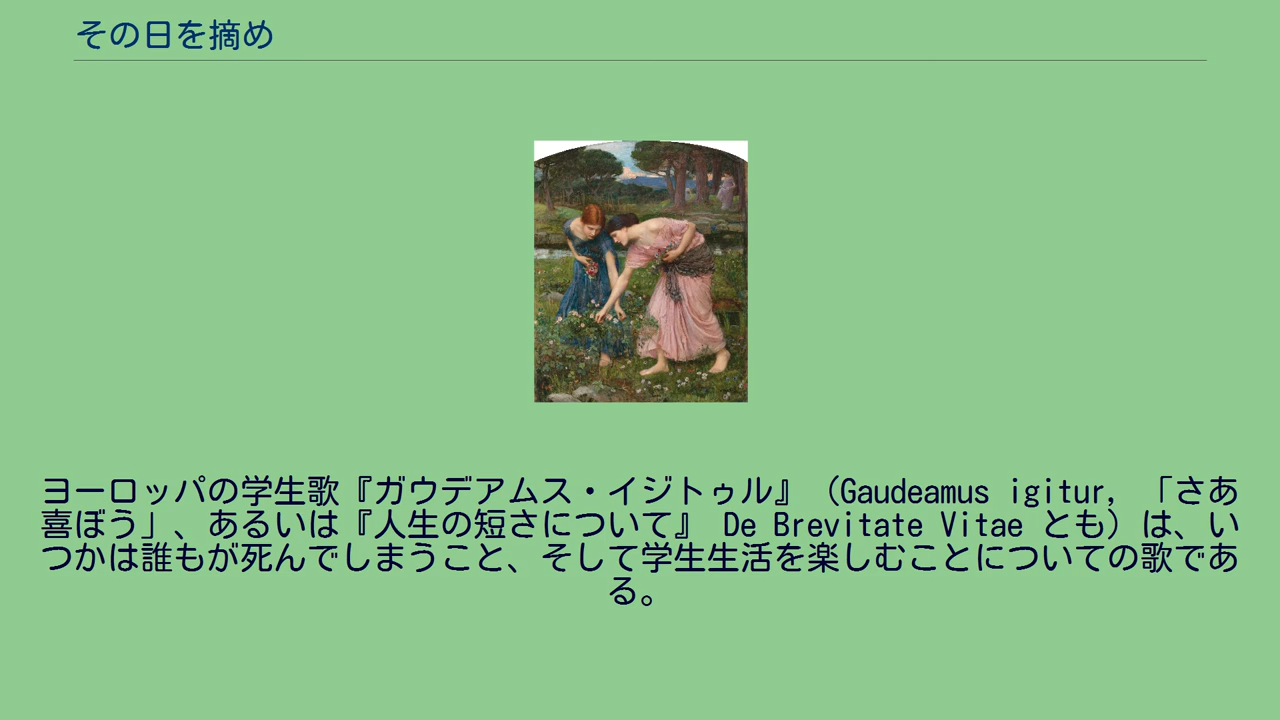 その日を摘め
ヨーロッパの学生歌『ガウデアムス・イジトゥル』（Gaudeamus igitur, 「さあ
喜ぼう」、あるいは『人生の短さについて』 De Brevitate Vitae とも）は、い
つかは誰もが死んでしまうこと、そして学生生活を楽しむことについての歌であ
る。